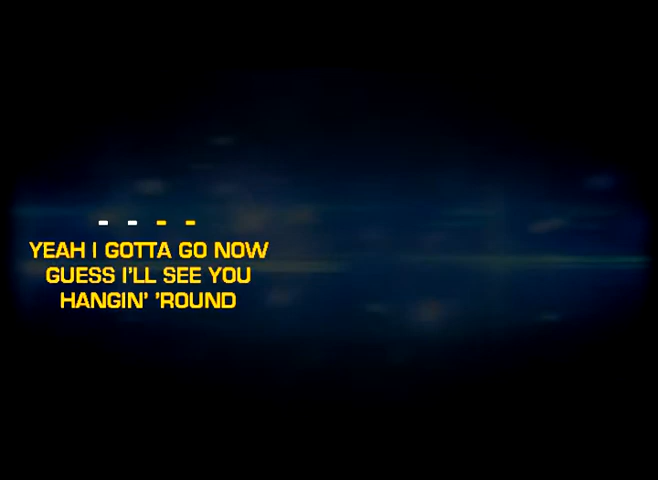 - - - -
YEAH I GOTTA GO NOW
GUESS I'LL SEE YOU
HANGIN' 'ROUND